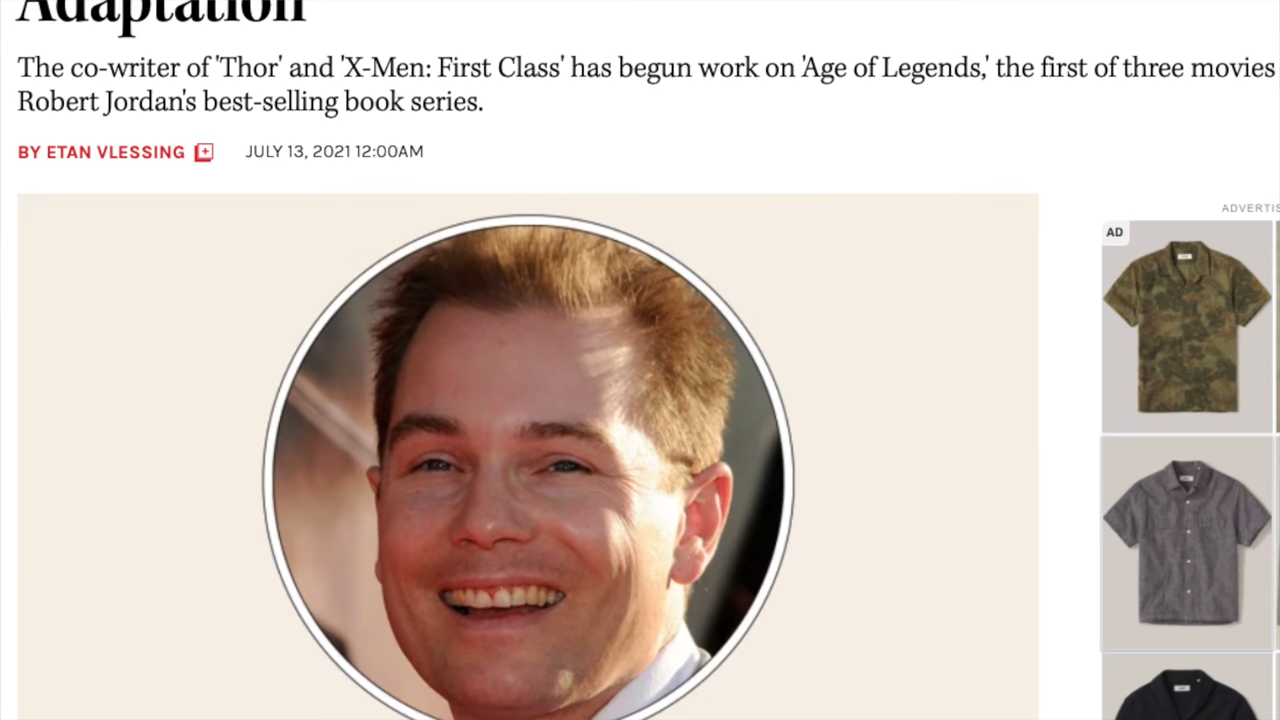 Adaptation
The co-writer of 'Thor' and 'X-Men: First Class' has begun work on 'Age of Legends,' the first of three movies
Robert Jordan's best-selling book series.
BY ETAN VLESSING
JULY 13, 2021 12:00AM
ADVERTIS
AD